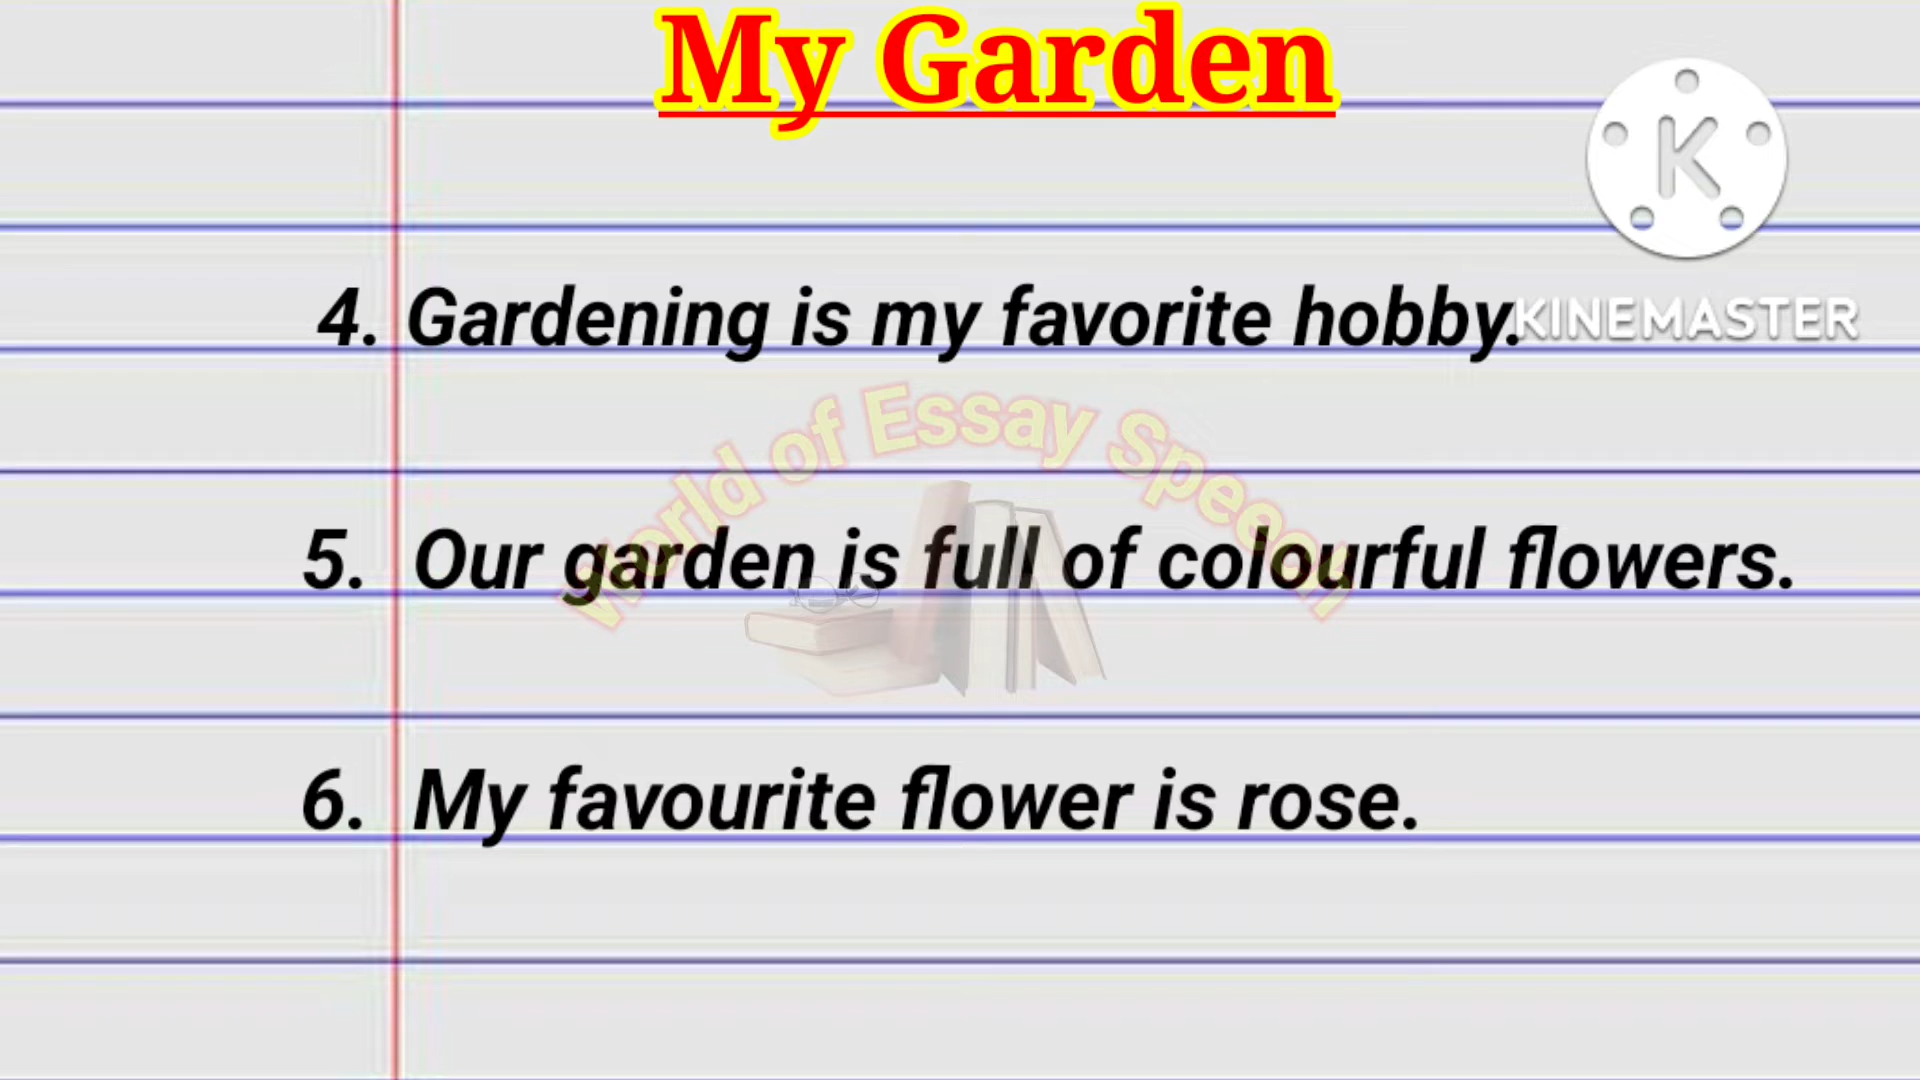 My Garden
K
KINEMASTER
4. Gardening is my favorite hobby.
World of Essay Speech
5. Our garden is full of colourful flowers.
6. My favourite flower is rose.